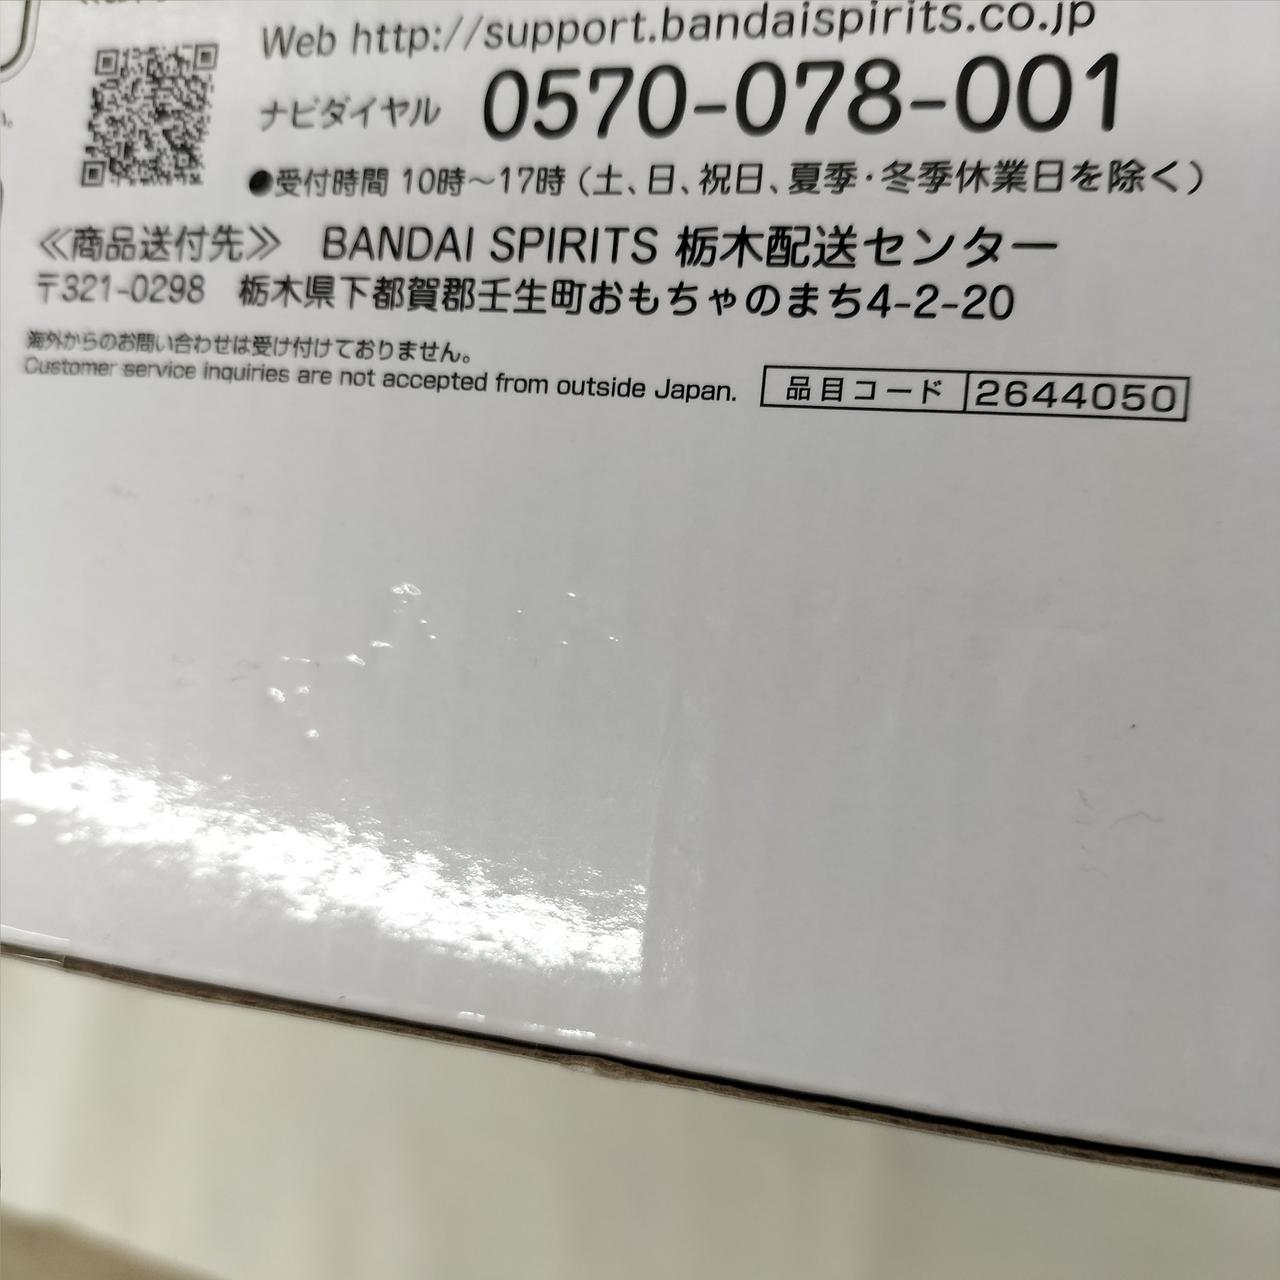 Web http://support.bandaispirits.co.jp
ナビダイヤル 0570-078-001
●受付時間 10時～17時（土、日、祝日、夏季・冬季休業日を除く）
≪商品送付先≫ BANDAI SPIRITS 栃木配送センター
〒321-0298 栃木県下都賀郡壬生町おもちゃのまち4-2-20
海外からのお問い合わせは受け付けておりません。
Customer service inquiries are not accepted from outside Japan.
品目コード 2644050